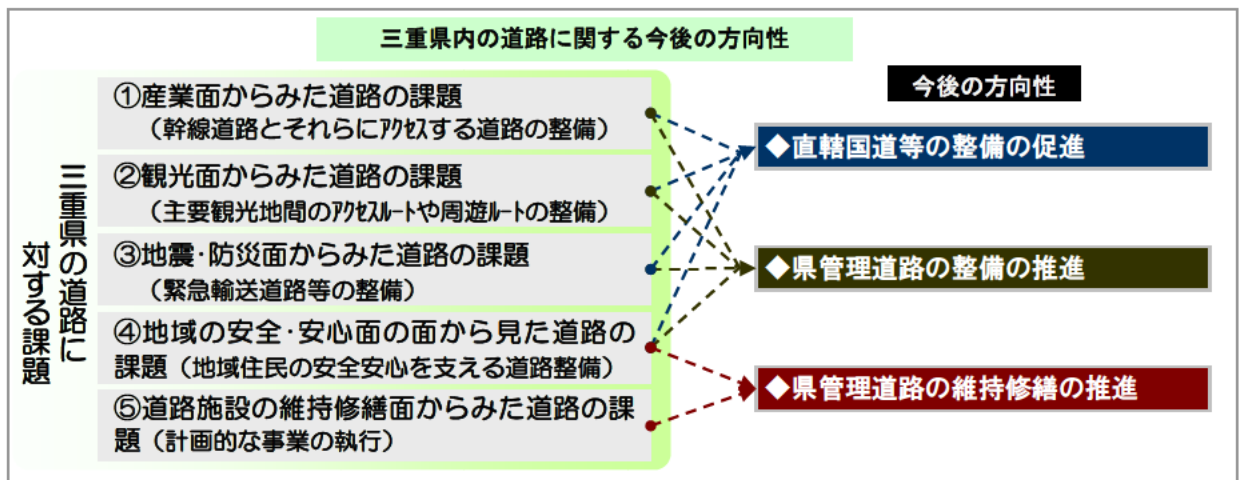 三重県内の道路に関する今後の方向性
三重県の道路に
対する課題
①産業面からみた道路の課題
（幹線道路とそれらにｱｸｾｽする道路の整備）
②観光面からみた道路の課題
（主要観光地間のｱｸｾｽﾙｰﾄや周遊ﾙｰﾄの整備）
③地震･防災面からみた道路の課題
（緊急輸送道路等の整備）
④地域の安全･安心面の面から見た道路の
課題（地域住民の安全安心を支える道路整備）
⑤道路施設の維持修繕面からみた道路の課
題（計画的な事業の執行）
今後の方向性
◆直轄国道等の整備の促進
◆県管理道路の整備の推進
◆県管理道路の維持修繕の推進